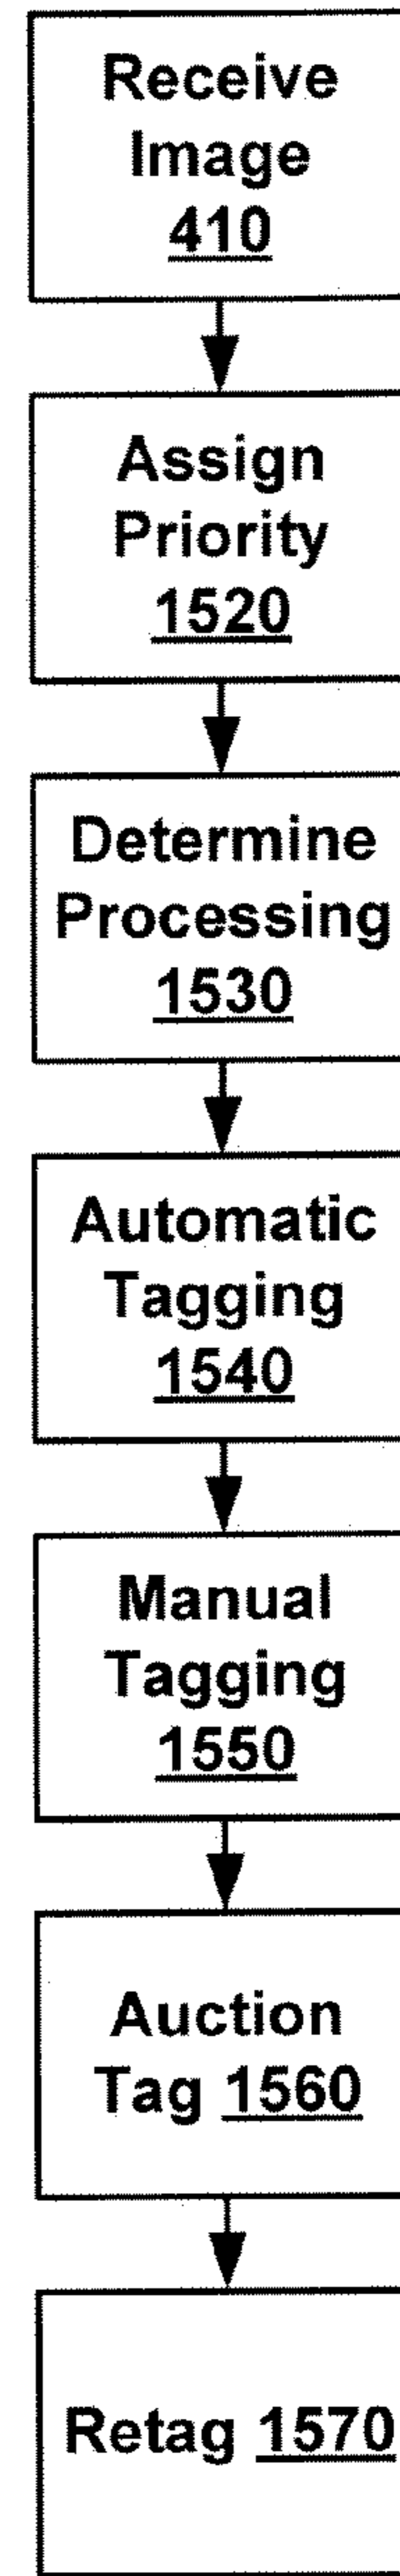 Receive
Image
410
Assign
Priority
1520
Determine
Processing
1530
Automatic
Tagging
1540
Manual
Tagging
1550
Auction
Tag 1560
Retag 1570